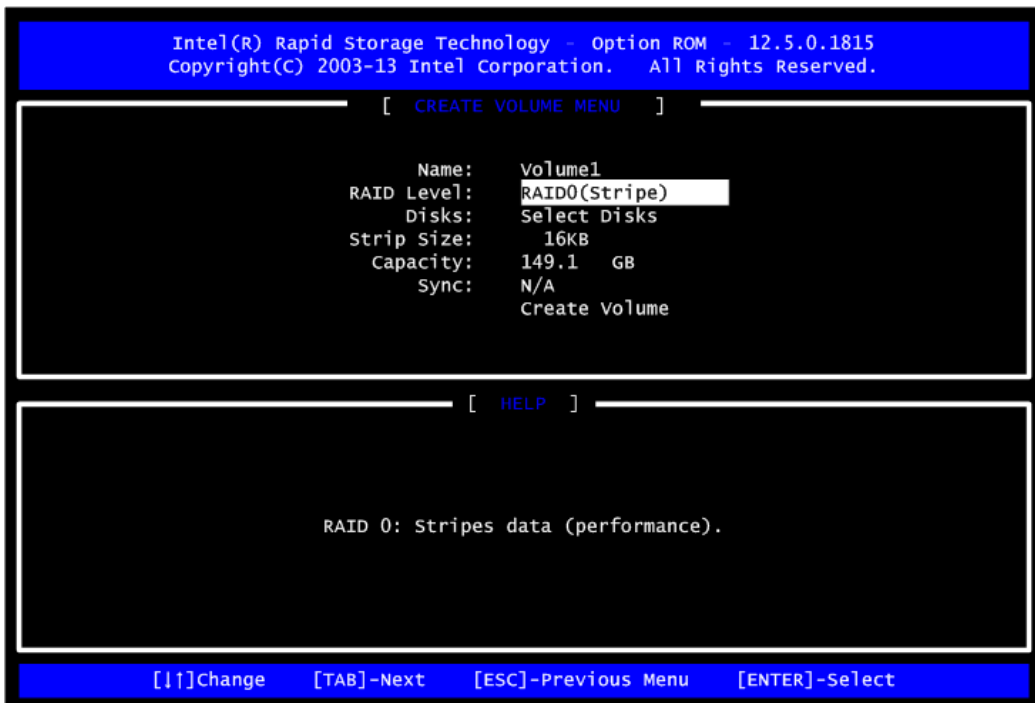 Intel(R) Rapid Storage Technology - Option ROM - 12.5.0.1815
Copyright(C) 2003-13 Intel Corporation. All Rights Reserved.
[ CREATE VOLUME MENU ]
Name: Volume1
RAID Level: RAID0(Stripe)
Disks: Select Disks
Strip Size: 16KB
Capacity: 149.1 GB
Sync: N/A
Create Volume
[ HELP ]
RAID 0: Stripes data (performance).
[↓↑]Change [TAB]-Next [ESC]-Previous Menu [ENTER]-Select